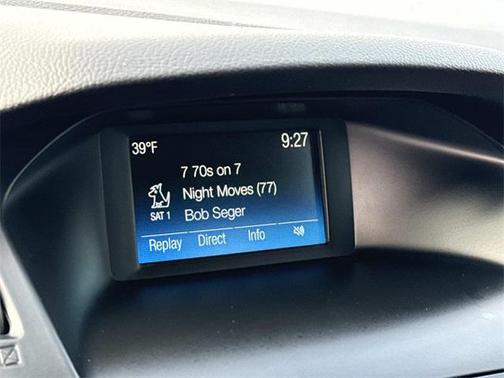 39°F 9:27
7 70s on 7
Night Moves (77)
SAT 1 Bob Seger
Replay Direct Info